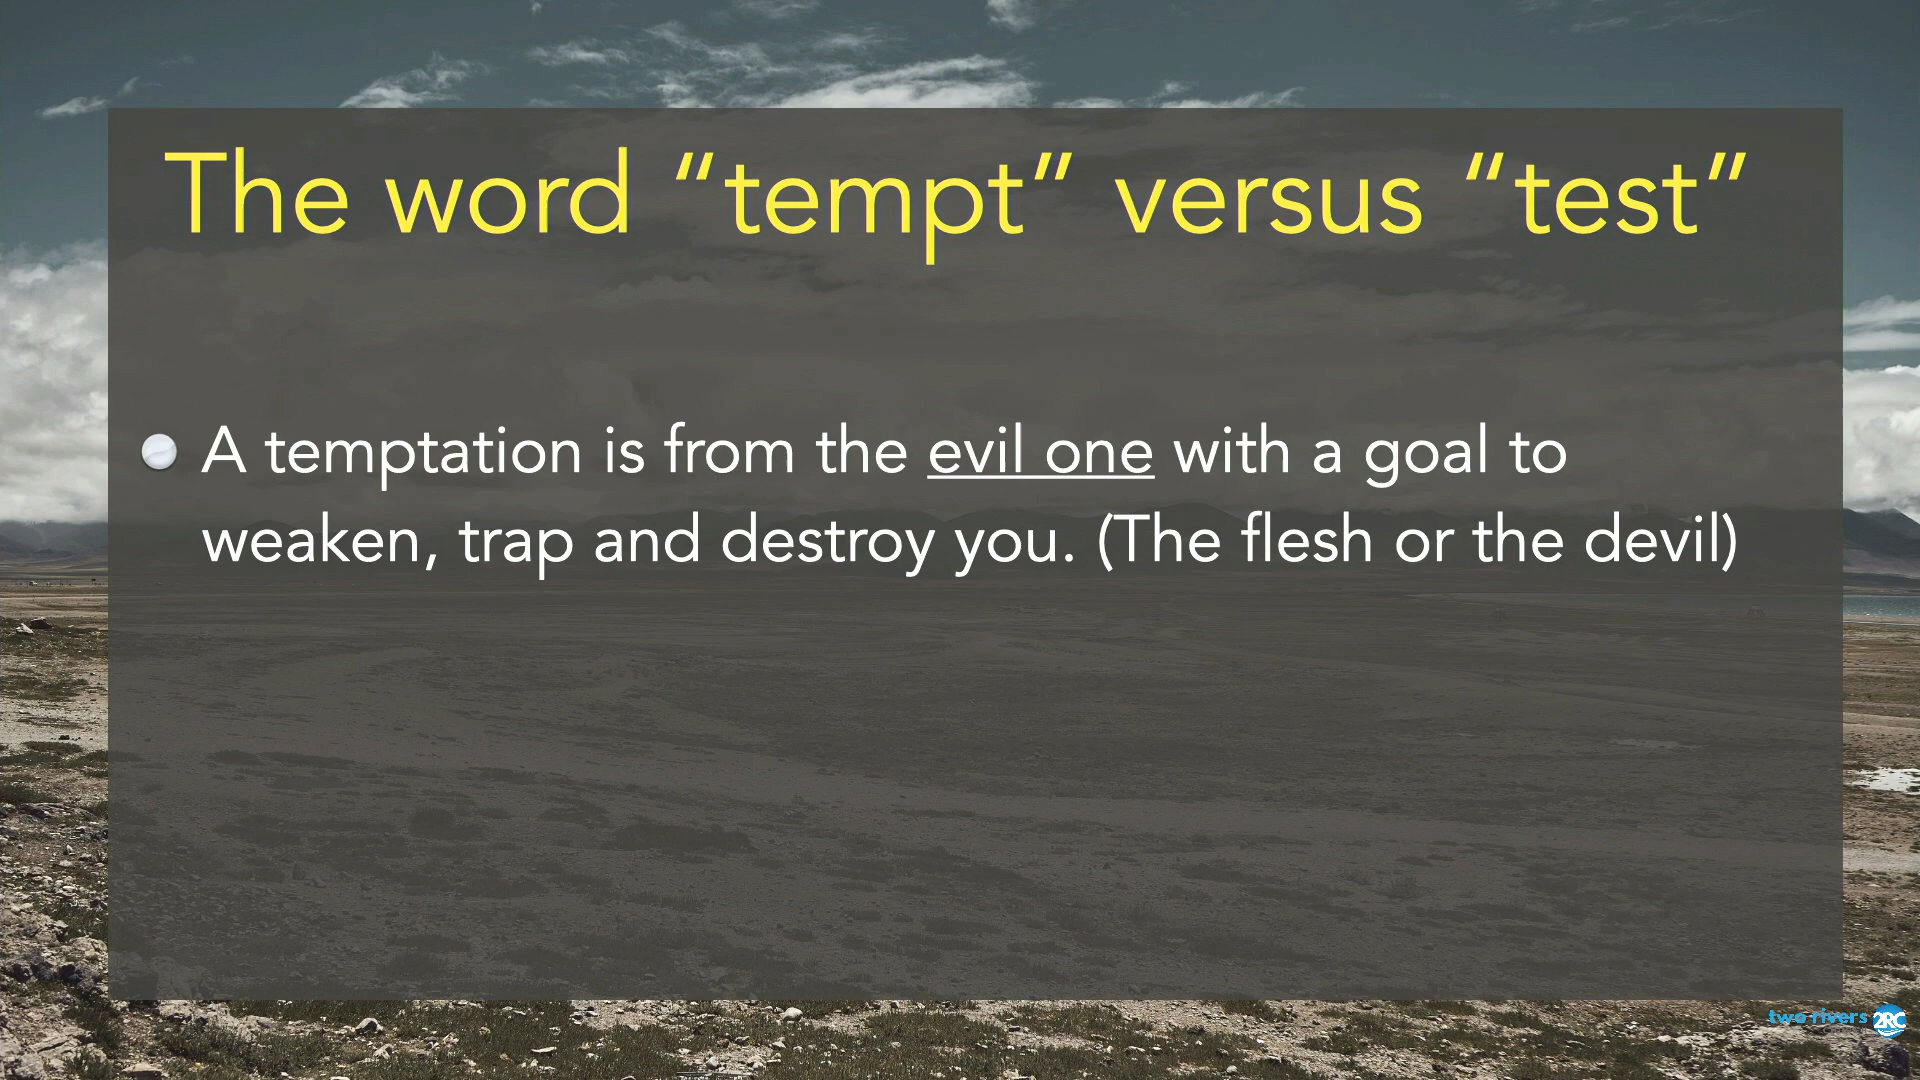 The word “tempt” versus “test”
A temptation is from the evil one with a goal to
weaken, trap and destroy you. (The flesh or the devil)
two rivers 2RC